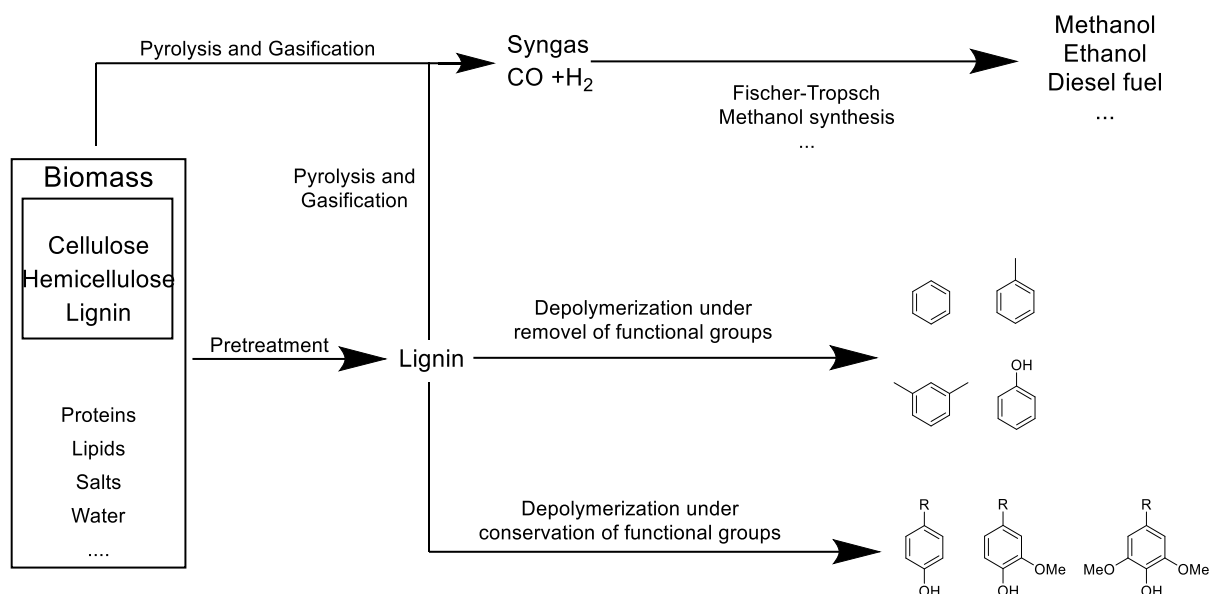 Pyrolysis and Gasification
Syngas
CO +H2
Methanol
Ethanol
Diesel fuel
...
Fischer-Tropsch
Methanol synthesis
...
Biomass
Cellulose
Hemicellulose
Lignin
Proteins
Lipids
Salts
Water
....
Pyrolysis and
Gasification
Pretreatment
Lignin
Depolymerization under
removel of functional groups
OH
Depolymerization under
conservation of functional groups
R
OH
R
OMe
OH
R
MeO
OMe
OH